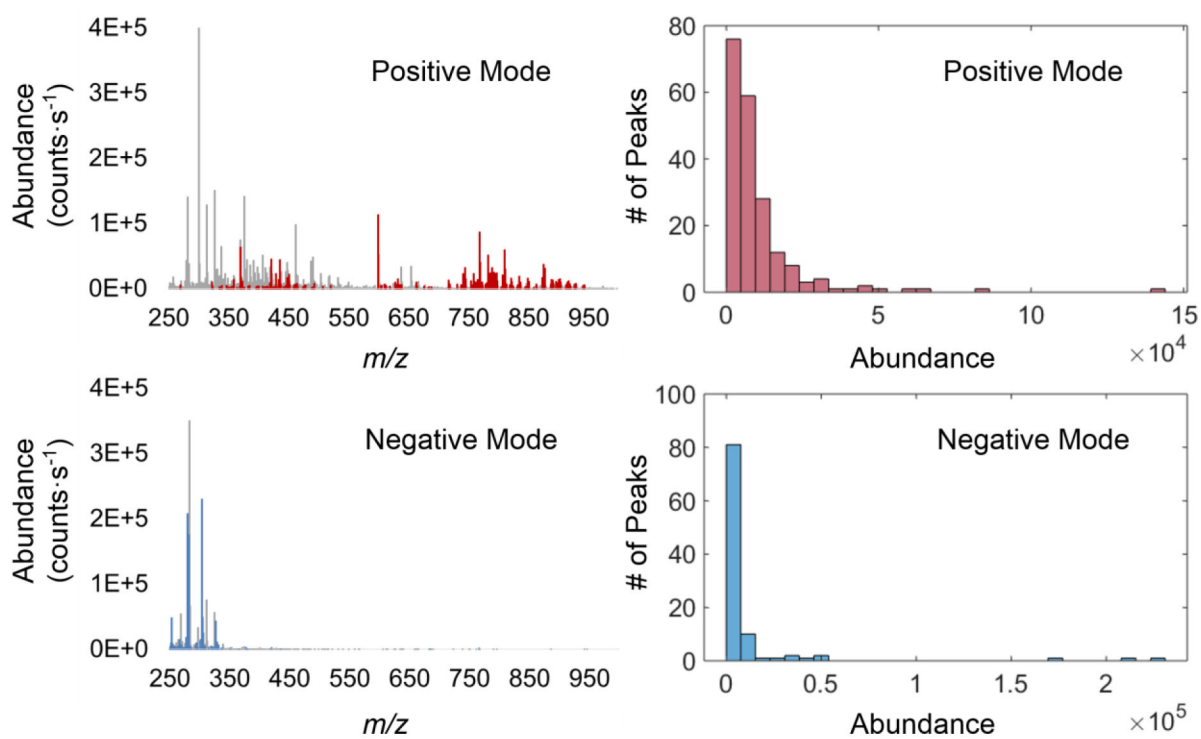 4E+5
3E+5
2E+5
1E+5
0E+0
Abundance
(counts·s⁻¹)
Positive Mode
250 350 450 550 650 750 850 950
m/z
80
60
40
20
0
# of Peaks
Positive Mode
0 5 10 15
Abundance
×10⁴
4E+5
3E+5
2E+5
1E+5
0E+0
Abundance
(counts·s⁻¹)
Negative Mode
250 350 450 550 650 750 850 950
m/z
100
80
60
40
20
0
# of Peaks
Negative Mode
0 0.5 1 1.5 2
Abundance
×10⁵